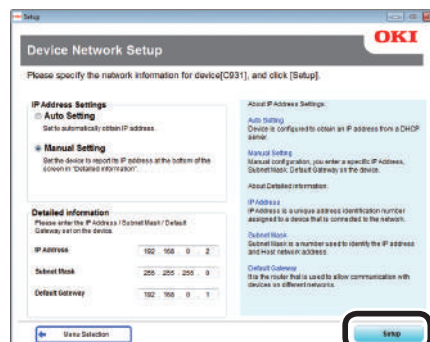 Setup
OKI
Device Network Setup
Please specify the network information for device[C931], and click [Setup].
IP Address Settings
Auto Setting
Set to automatically obtain IP address.
Manual Setting
Set the device to report its IP address at the bottom of the
screen in "Detailed information".
Detailed information
Please enter the IP Address / Subnet Mask / Default
Gateway set on the device.
IP Address 192 168 0 . 2
Subnet Mask 255 255 255 . 0
Default Gateway 192 168 0 . 1
About IP Address Settings:
Auto Setting
Device is configured to obtain an IP address from a DHCP
server.
Manual Setting
Manual configuration, you enter a specific IP Address,
Subnet Mask, Default Gateway on the device.
About Detailed information.
IP Address
IP Address is a unique address identification number
assigned to a device that is connected to the network.
Subnet Mask
Subnet Mask is a number used to identify the IP address
and Host network address.
Default Gateway
It is the router that is used to allow communication with
devices on different networks.
Menu Selection
Setup